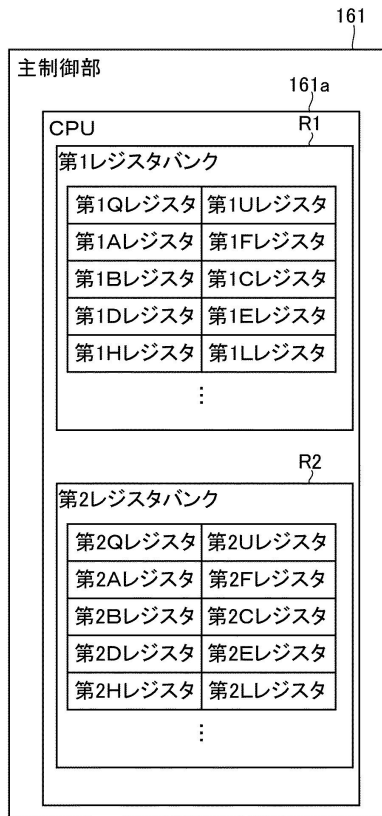 161
主制御部
161a
CPU
R1
第1レジスタバンク
第1Qレジスタ 第1Uレジスタ
第1Aレジスタ 第1Fレジスタ
第1Bレジスタ 第1Cレジスタ
第1Dレジスタ 第1Eレジスタ
第1Hレジスタ 第1Lレジスタ
⋮
R2
第2レジスタバンク
第2Qレジスタ 第2Uレジスタ
第2Aレジスタ 第2Fレジスタ
第2Bレジスタ 第2Cレジスタ
第2Dレジスタ 第2Eレジスタ
第2Hレジスタ 第2Lレジスタ
⋮